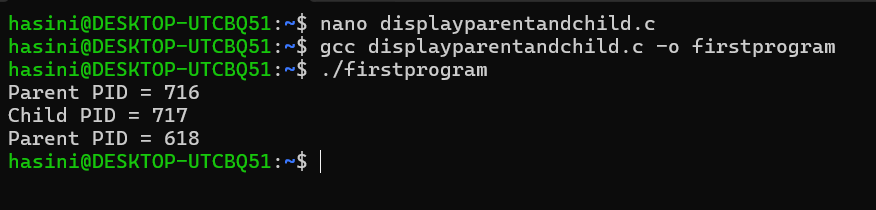 hasini@DESKTOP-UTCBQ51:~$ nano displayparentandchild.c
hasini@DESKTOP-UTCBQ51:~$ gcc displayparentandchild.c -o firstprogram
hasini@DESKTOP-UTCBQ51:~$ ./firstprogram
Parent PID = 716
Child PID = 717
Parent PID = 618
hasini@DESKTOP-UTCBQ51:~$